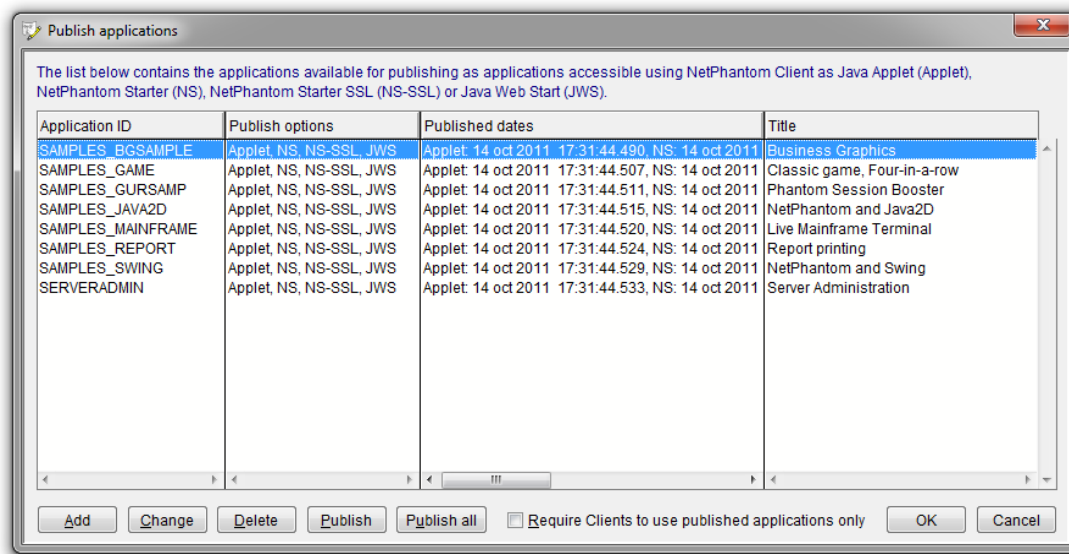 Publish applications
The list below contains the applications available for publishing as applications accessible using NetPhantom Client as Java Applet (Applet),
NetPhantom Starter (NS), NetPhantom Starter SSL (NS-SSL) or Java Web Start (JWS).
Application ID Publish options Published dates Title
SAMPLES_BGSAMPLE Applet, NS, NS-SSL, JWS Applet: 14 oct 2011 17:31:44.490, NS: 14 oct 2011 Business Graphics
SAMPLES_GAME Applet, NS, NS-SSL, JWS Applet: 14 oct 2011 17:31:44.507, NS: 14 oct 2011 Classic game, Four-in-a-row
SAMPLES_GURSAMP Applet, NS, NS-SSL, JWS Applet: 14 oct 2011 17:31:44.511, NS: 14 oct 2011 Phantom Session Booster
SAMPLES_JAVA2D Applet, NS, NS-SSL, JWS Applet: 14 oct 2011 17:31:44.515, NS: 14 oct 2011 NetPhantom and Java2D
SAMPLES_MAINFRAME Applet, NS, NS-SSL, JWS Applet: 14 oct 2011 17:31:44.520, NS: 14 oct 2011 Live Mainframe Terminal
SAMPLES_REPORT Applet, NS, NS-SSL, JWS Applet: 14 oct 2011 17:31:44.524, NS: 14 oct 2011 Report printing
SAMPLES_SWING Applet, NS, NS-SSL, JWS Applet: 14 oct 2011 17:31:44.529, NS: 14 oct 2011 NetPhantom and Swing
SERVERADMIN Applet, NS, NS-SSL, JWS Applet: 14 oct 2011 17:31:44.533, NS: 14 oct 2011 Server Administration
Add Change Delete Publish Publish all Require Clients to use published applications only OK Cancel